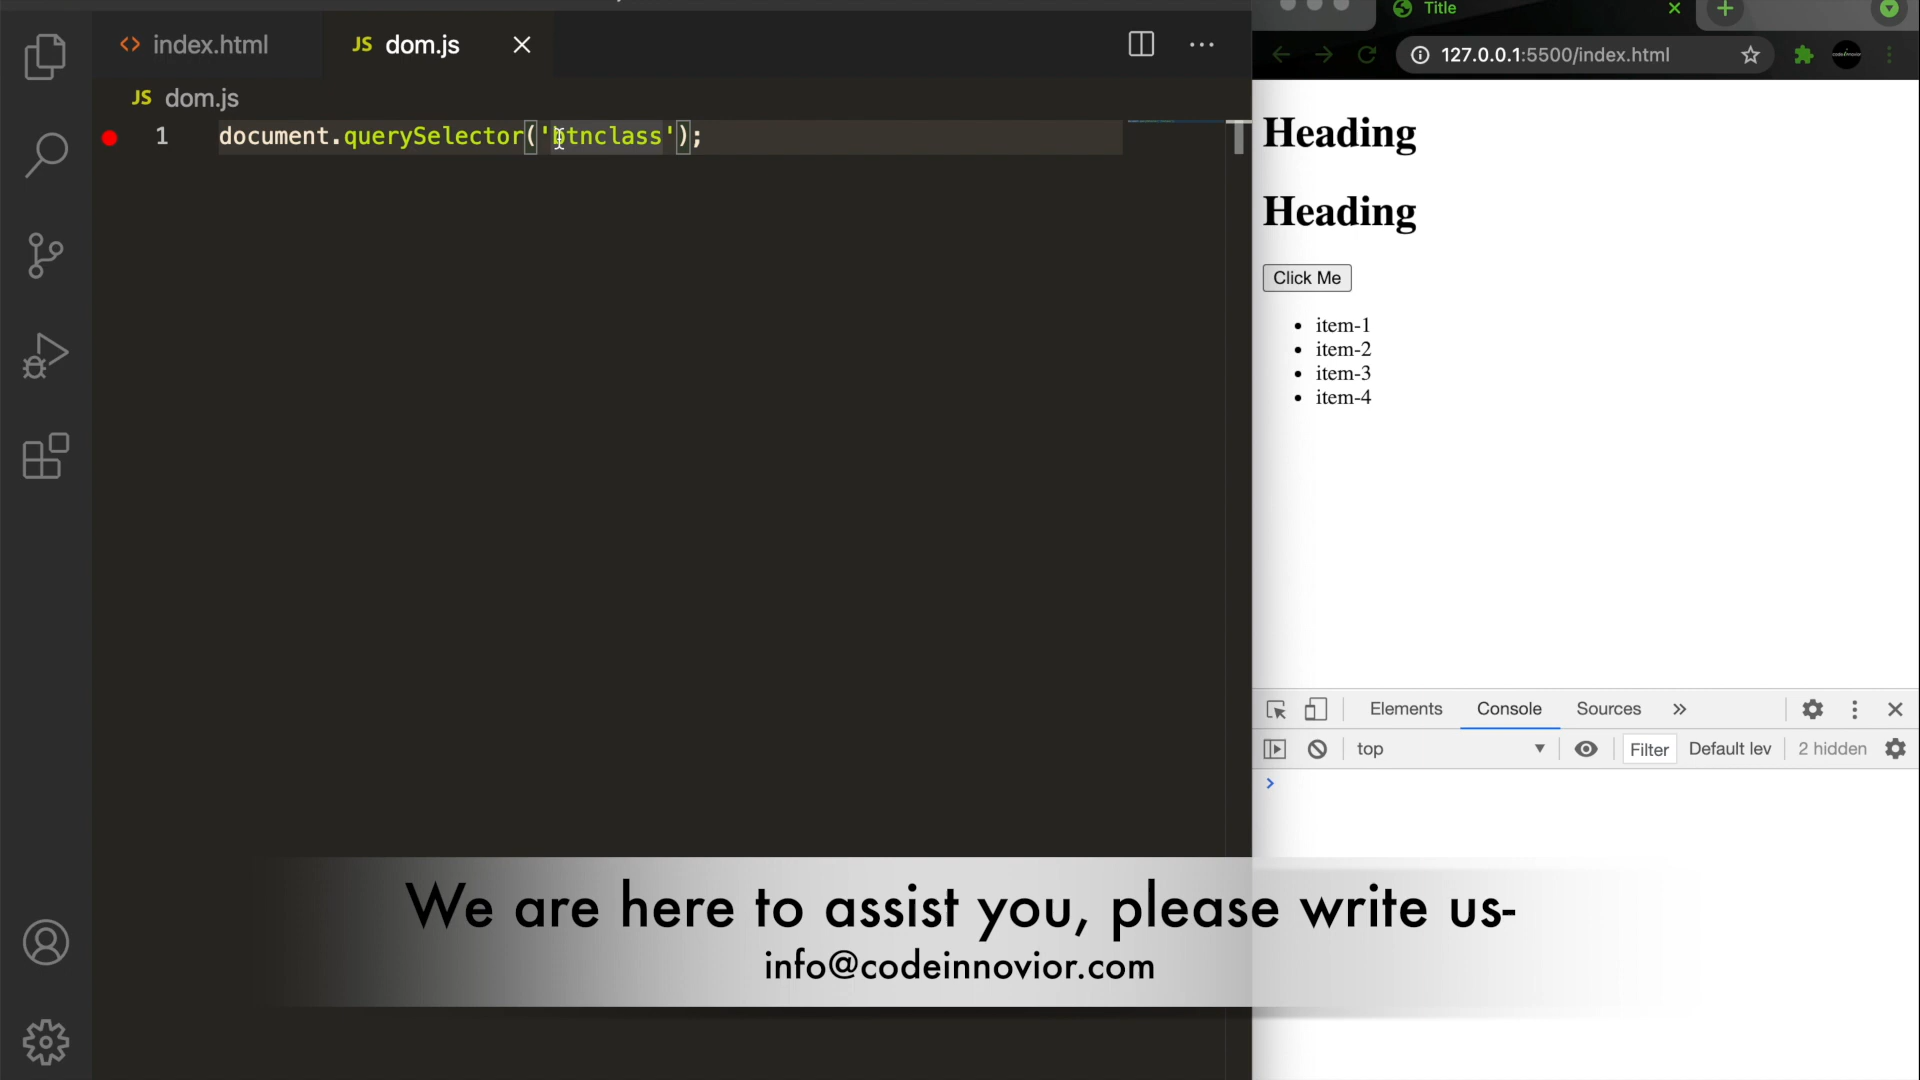 index.html
JS dom.js
JS dom.js
1 document.querySelector('btnclass');
Title
127.0.0.1:5500/index.html
Heading
Heading
Click Me
item-1
item-2
item-3
item-4
Elements Console Sources
top Filter Default lev 2 hidden
We are here to assist you, please write us-
info@codeinnovior.com